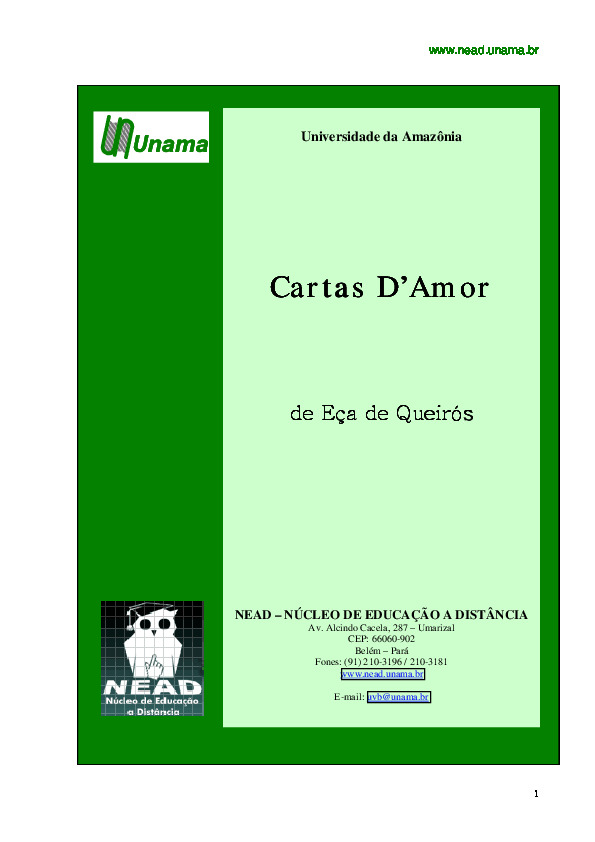 www.nead.unama.br
Unama
Universidade da Amazônia
Cartas D’Amor
de Eça de Queirós
NEAD – NÚCLEO DE EDUCAÇÃO A DISTÂNCIA
Av. Alcindo Cacela, 287 – Umarizal
CEP: 66060-902
Belém – Pará
Fones: (91) 210-3196 / 210-3181
www.nead.unama.br
E-mail: uvb@unama.br
NEAD
Núcleo de Educação
a Distância
1